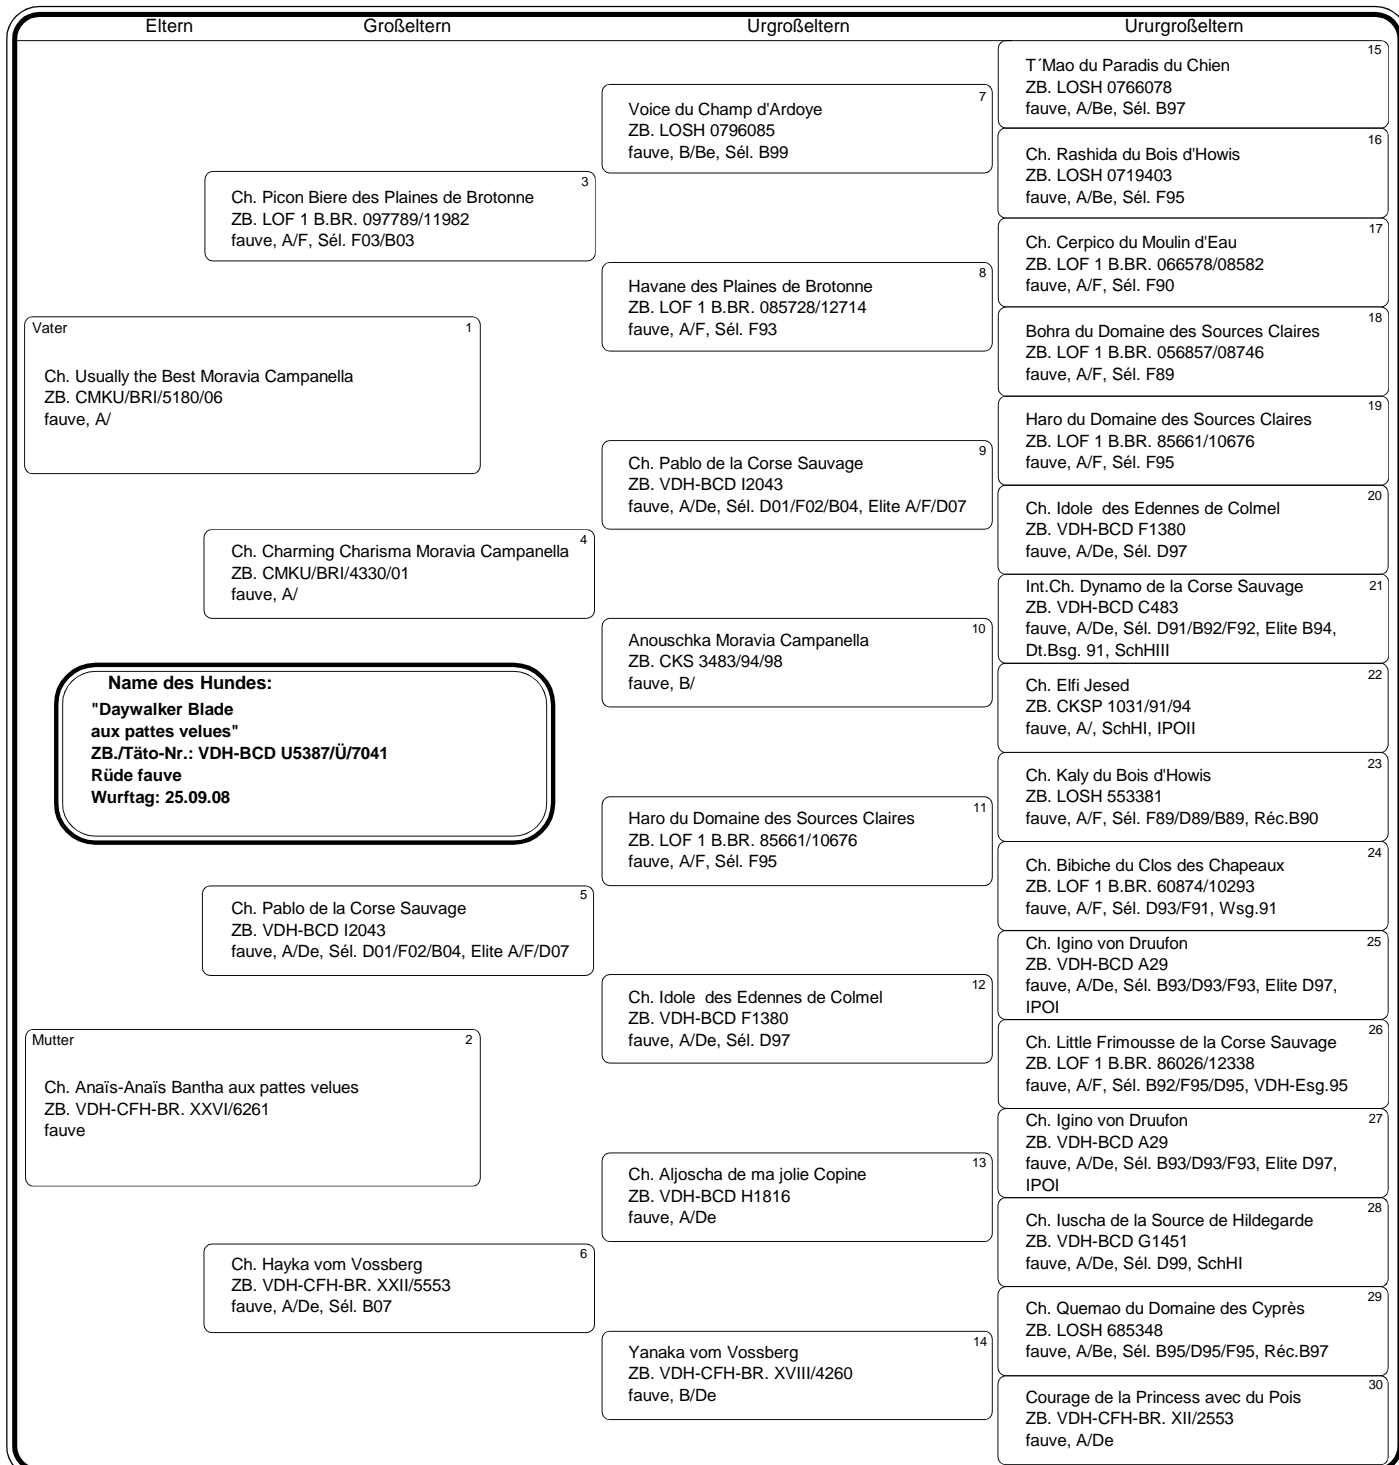 Eltern
Großeltern
Urgroßeltern
Ururgroßeltern
Vater
1
Ch. Usually the Best Moravia Campanella
ZB. CMKU/BRI/5180/06
fauve, A/
Name des Hundes:
"Daywalker Blade
aux pattes velues"
ZB./Täto-Nr.: VDH-BCD U5387/Ü/7041
Rüde fauve
Wurftag: 25.09.08
Mutter
2
Ch. Anaïs-Anaïs Bantha aux pattes velues
ZB. VDH-CFH-BR. XXVI/6261
fauve
3
Ch. Picon Biere des Plaines de Brotonne
ZB. LOF 1 B.BR. 097789/11982
fauve, A/F, Sél. F03/B03
4
Ch. Charming Charisma Moravia Campanella
ZB. CMKU/BRI/4330/01
fauve, A/
5
Ch. Pablo de la Corse Sauvage
ZB. VDH-BCD I2043
fauve, A/De, Sél. D01/F02/B04, Elite A/F/D07
6
Ch. Hayka vom Vossberg
ZB. VDH-CFH-BR. XXII/5553
fauve, A/De, Sél. B07
7
Voice du Champ d'Ardoye
ZB. LOSH 0796085
fauve, B/Be, Sél. B99
8
Havane des Plaines de Brotonne
ZB. LOF 1 B.BR. 085728/12714
fauve, A/F, Sél. F93
9
Ch. Pablo de la Corse Sauvage
ZB. VDH-BCD I2043
fauve, A/De, Sél. D01/F02/B04, Elite A/F/D07
10
Anouschka Moravia Campanella
ZB. CKS 3483/94/98
fauve, B/
11
Haro du Domaine des Sources Claires
ZB. LOF 1 B.BR. 85661/10676
fauve, A/F, Sél. F95
12
Ch. Idole  des Edennes de Colmel
ZB. VDH-BCD F1380
fauve, A/De, Sél. D97
13
Ch. Aljoscha de ma jolie Copine
ZB. VDH-BCD H1816
fauve, A/De
14
Yanaka vom Vossberg
ZB. VDH-CFH-BR. XVIII/4260
fauve, B/De
15
T´Mao du Paradis du Chien
ZB. LOSH 0766078
fauve, A/Be, Sél. B97
16
Ch. Rashida du Bois d'Howis
ZB. LOSH 0719403
fauve, A/Be, Sél. F95
17
Ch. Cerpico du Moulin d'Eau
ZB. LOF 1 B.BR. 066578/08582
fauve, A/F, Sél. F90
18
Bohra du Domaine des Sources Claires
ZB. LOF 1 B.BR. 056857/08746
fauve, A/F, Sél. F89
19
Haro du Domaine des Sources Claires
ZB. LOF 1 B.BR. 85661/10676
fauve, A/F, Sél. F95
20
Ch. Idole  des Edennes de Colmel
ZB. VDH-BCD F1380
fauve, A/De, Sél. D97
21
Int.Ch. Dynamo de la Corse Sauvage
ZB. VDH-BCD C483
fauve, A/De, Sél. D91/B92/F92, Elite B94,
Dt.Bsg. 91, SchHIII
22
Ch. Elfi Jesed
ZB. CKSP 1031/91/94
fauve, A/, SchHI, IPOII
23
Ch. Kaly du Bois d'Howis
ZB. LOSH 553381
fauve, A/F, Sél. F89/D89/B89, Réc.B90
24
Ch. Bibiche du Clos des Chapeaux
ZB. LOF 1 B.BR. 60874/10293
fauve, A/F, Sél. D93/F91, Wsg.91
25
Ch. Igino von Druufon
ZB. VDH-BCD A29
fauve, A/De, Sél. B93/D93/F93, Elite D97,
IPOI
26
Ch. Little Frimousse de la Corse Sauvage
ZB. LOF 1 B.BR. 86026/12338
fauve, A/F, Sél. B92/F95/D95, VDH-Esg.95
27
Ch. Igino von Druufon
ZB. VDH-BCD A29
fauve, A/De, Sél. B93/D93/F93, Elite D97,
IPOI
28
Ch. Iuscha de la Source de Hildegarde
ZB. VDH-BCD G1451
fauve, A/De, Sél. D99, SchHI
29
Ch. Quemao du Domaine des Cyprès
ZB. LOSH 685348
fauve, A/Be, Sél. B95/D95/F95, Réc.B97
30
Courage de la Princess avec du Pois
ZB. VDH-CFH-BR. XII/2553
fauve, A/De